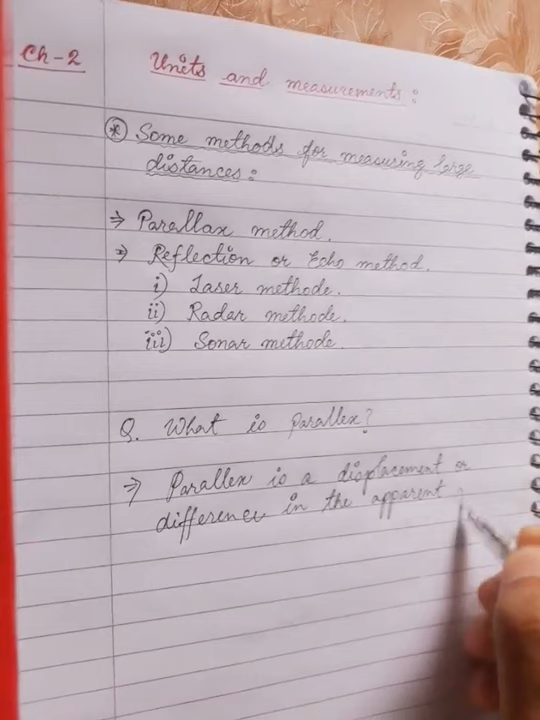 Ch-2 Units and measurements:
* Some methods for measuring large
distances:
⇒ Parallax method.
⇒ Reflection or Echo method.
i) Laser methode.
ii) Radar methode.
iii) Sonar methode
Q. What is parallex?
⇒ Parallex is a displacement or
difference in the apparent